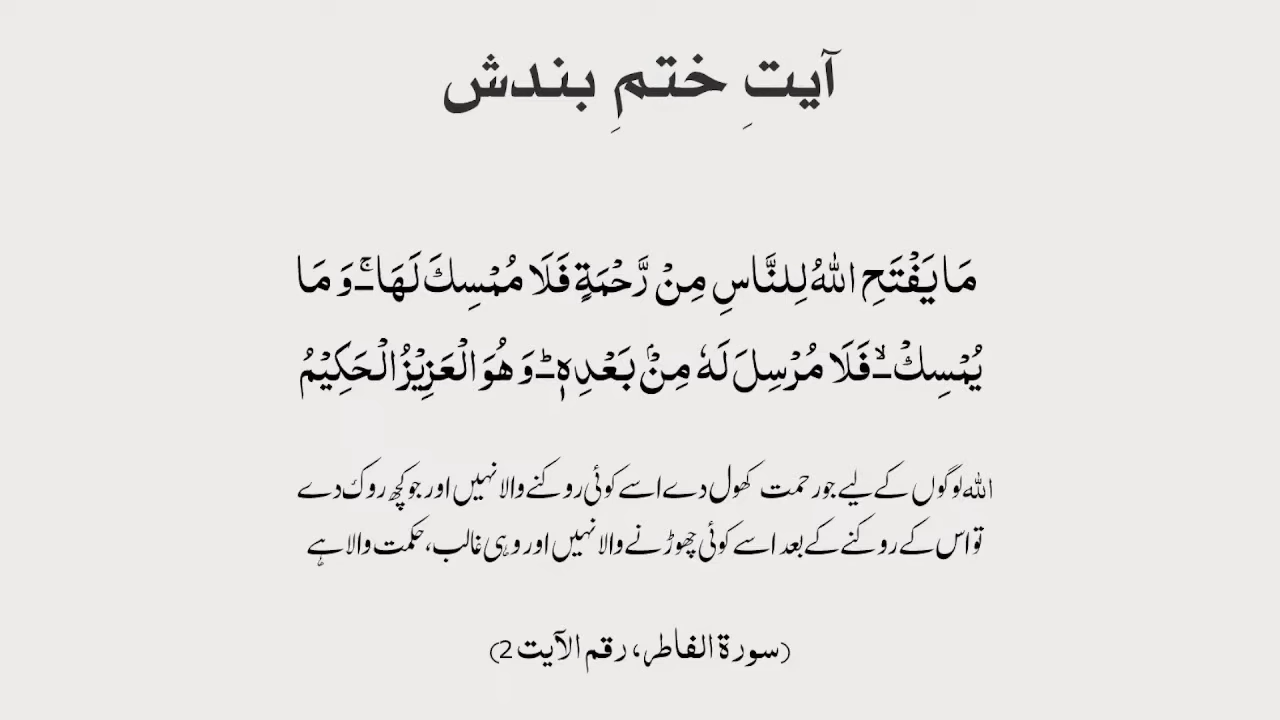 آیتِ ختمِ بندش
مَا یَفْتَحِ اللّٰهُ لِلنَّاسِ مِنْ رَّحْمَةٍ فَلَا مُمْسِكَ لَهَاۚ-وَ مَا
یُمْسِكْۙ-فَلَا مُرْسِلَ لَهٗ مِنْۢ بَعْدِهٖؕ-وَ هُوَ الْعَزِیْزُ الْحَكِیْمُ
اللہ لوگوں کے لیے جو رحمت کھول دے اسے کوئی روکنے والا نہیں اور جو کچھ روک دے
تو اس کے روکنے کے بعد اسے کوئی چھوڑنے والا نہیں اور وہی غالب، حکمت والا ہے
(سورۃ الفاطر، رقم الآیت 2)